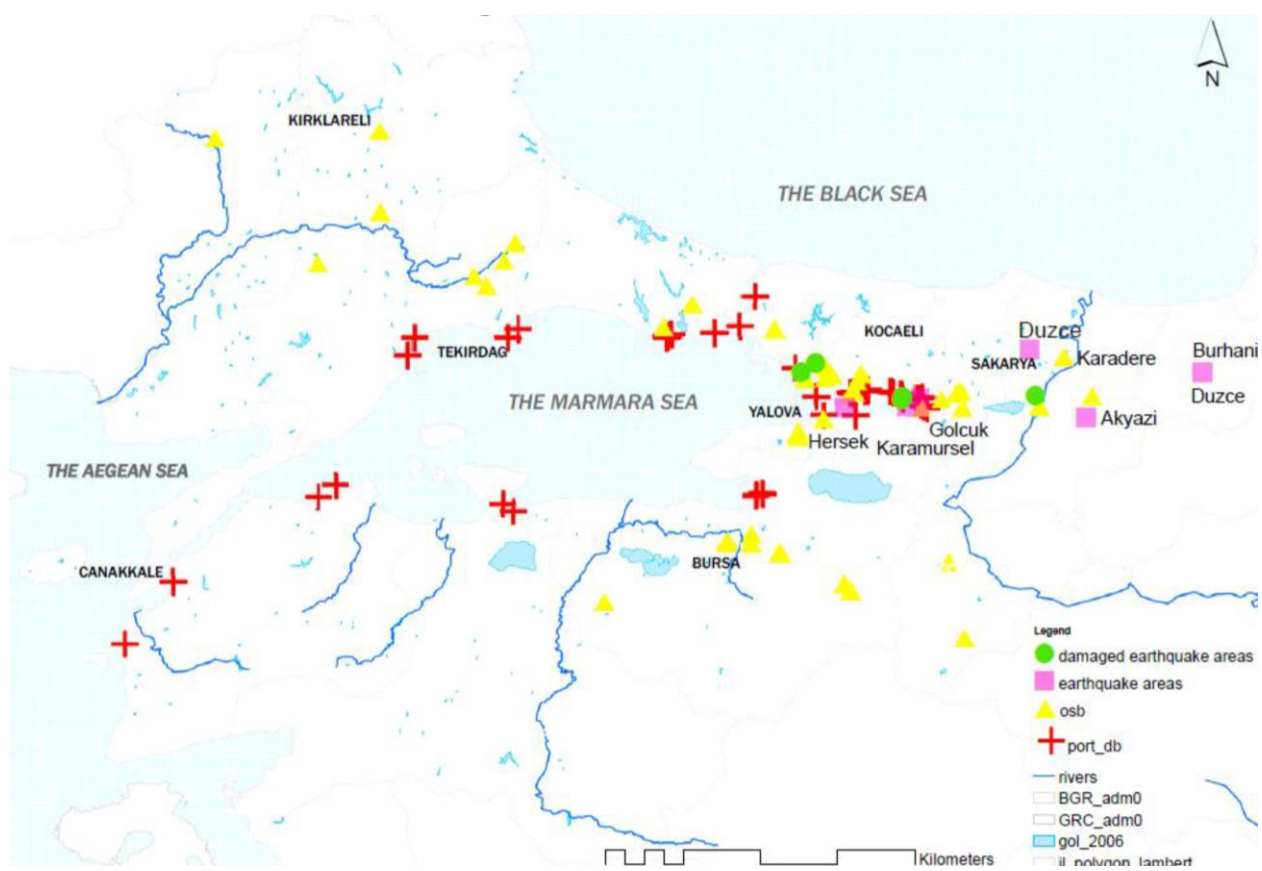 N
KIRKLARELI
THE BLACK SEA
KOCAELI
Duzce
SAKARYA
Karadere
Burhani
TEKIRDAG
Duzce
THE MARMARA SEA
YALOVA
Akyazi
Golcuk
Hersek
Karamursel
THE AEGEAN SEA
BURSA
CANAKKALE
Legend
damaged earthquake areas
earthquake areas
osb
port_db
rivers
BGR_adm0
GRC_adm0
gol_2006
il_polygon_lambert
Kilometers